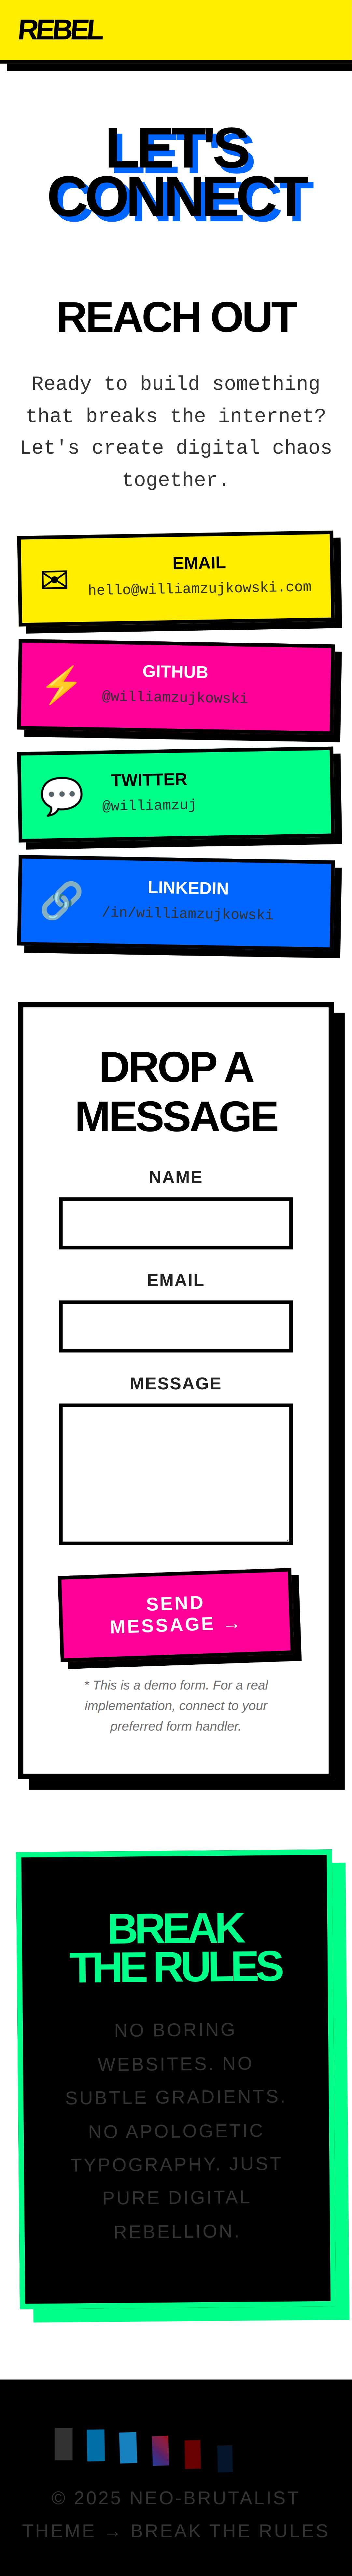 REBEL
LET'S
CONNECT
REACH OUT
Ready to build something
that breaks the internet?
Let's create digital chaos
together.
EMAIL
hello@williamzujkowski.com
GITHUB
@williamzujkowski
TWITTER
@williamzuj
LINKEDIN
/in/williamzujkowski
DROP A
MESSAGE
NAME
EMAIL
MESSAGE
SEND
MESSAGE →
* This is a demo form. For a real
implementation, connect to your
preferred form handler.
BREAK
THE RULES
NO BORING
WEBSITES. NO
SUBTLE GRADIENTS.
NO APOLOGETIC
TYPOGRAPHY. JUST
PURE DIGITAL
REBELLION.
© 2025 NEO-BRUTALIST
THEME → BREAK THE RULES